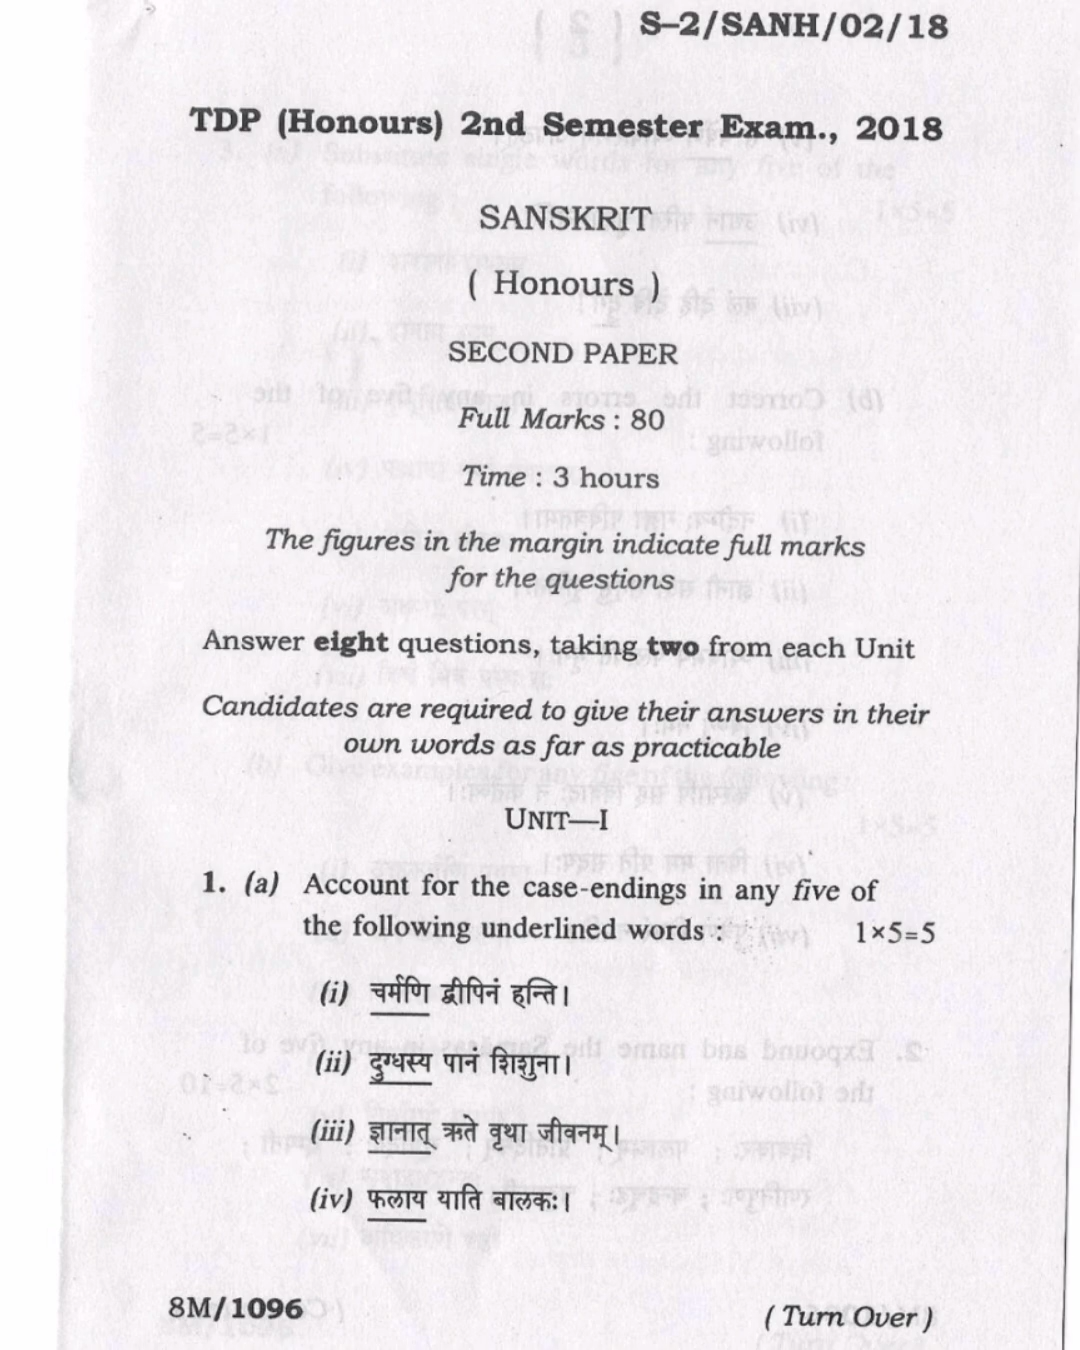 S–2/SANH/02/18
TDP (Honours) 2nd Semester Exam., 2018
SANSKRIT
( Honours )
SECOND PAPER
Full Marks : 80
Time : 3 hours
The figures in the margin indicate full marks
for the questions
Answer eight questions, taking two from each Unit
Candidates are required to give their answers in their
own words as far as practicable
UNIT—I
1. (a) Account for the case-endings in any five of
the following underlined words : 1×5=5
(i) चर्मणि द्वीपिनं हन्ति।
(ii) दुग्धस्य पानं शिशुना।
(iii) ज्ञानात् ऋते वृथा जीवनम्।
(iv) फलाय याति बालकः।
8M/1096
( Turn Over )